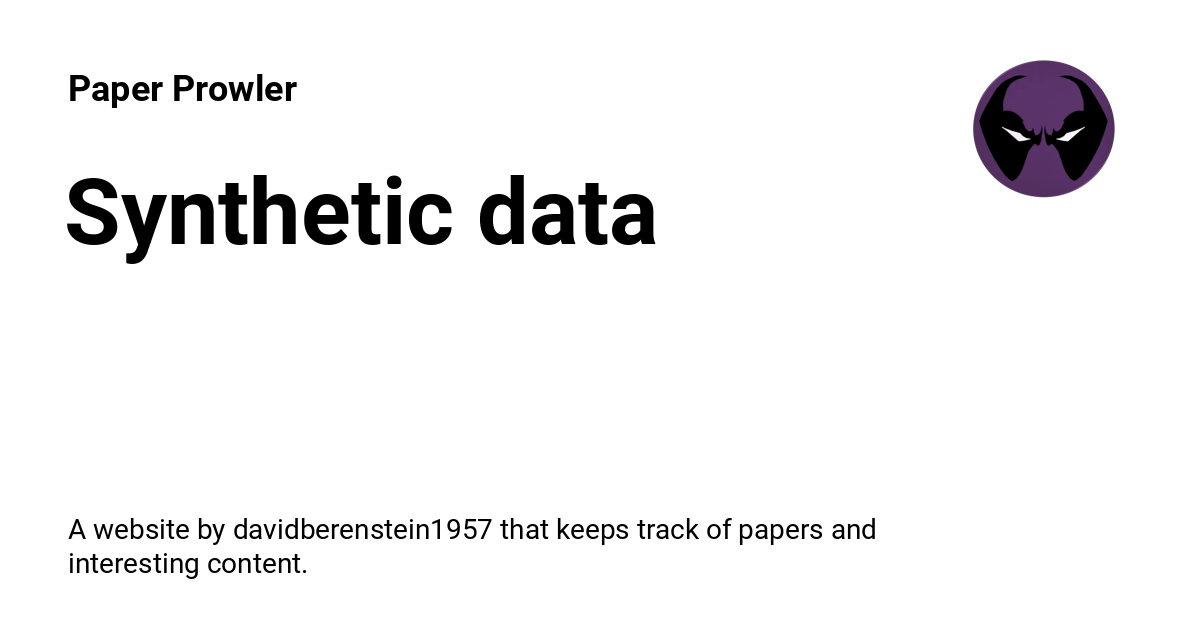 Paper Prowler
Synthetic data
A website by davidberenstein1957 that keeps track of papers and
interesting content.